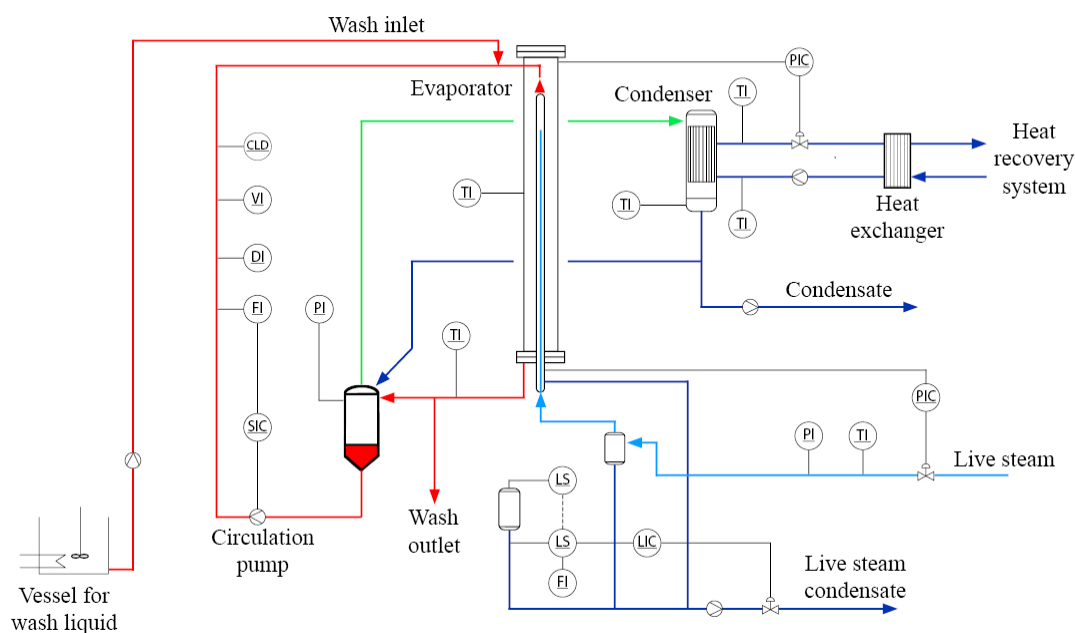 Wash inlet
PIC
Evaporator
Condenser
TI
Heat
recovery
system
CLD
TI
VI
TI
Heat
exchanger
TI
DI
Condensate
FI
PI
TI
PIC
SIC
PI
TI
Live steam
LS
Wash
outlet
Circulation
pump
LS
LIC
FI
Live steam
condensate
Vessel for
wash liquid